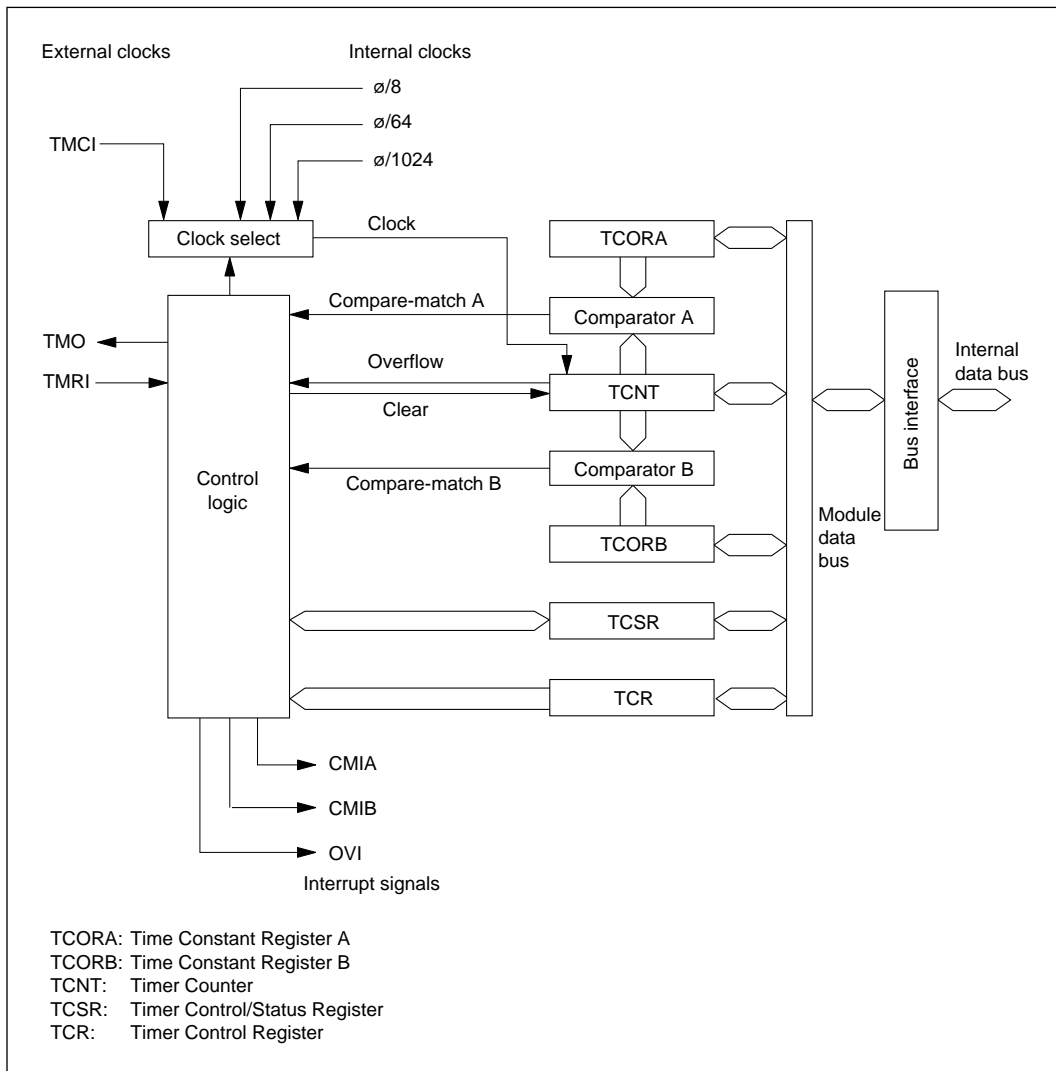 External clocks
Internal clocks
ø/8
ø/64
TMCI
ø/1024
Clock select
Clock
TCORA
Compare-match A
Comparator A
TMO
TMRI
Overflow
TCNT
Clear
Internal
data bus
Bus interface
Control
logic
Compare-match B
Comparator B
TCORB
Module
data
bus
TCSR
TCR
CMIA
CMIB
OVI
Interrupt signals
TCORA: Time Constant Register A
TCORB: Time Constant Register B
TCNT: Timer Counter
TCSR: Timer Control/Status Register
TCR: Timer Control Register